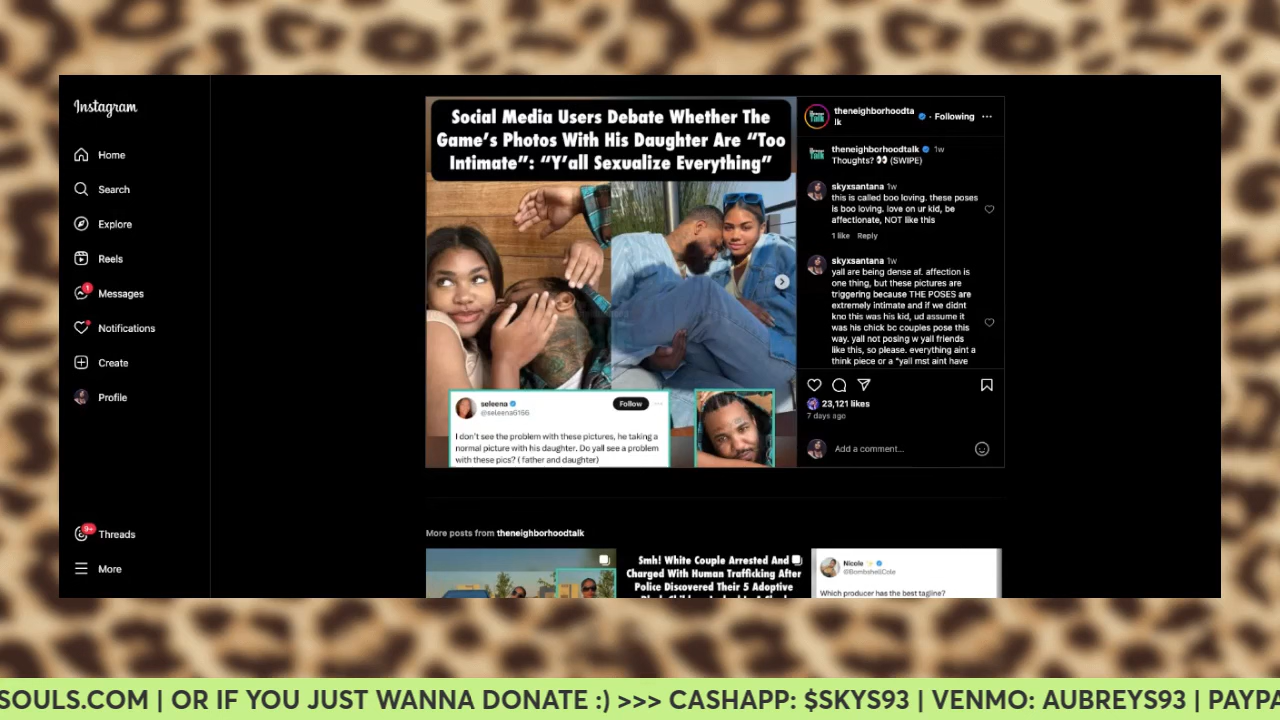 Instagram
Home
Search
Explore
Reels
1
Messages
Notifications
Create
Profile
9+
Threads
More
Social Media Users Debate Whether The
Game's Photos With His Daughter Are "Too
Intimate": "Y'all Sexualize Everything"
seleena
@seleena6166
Follow
I don't see the problem with these pictures, he taking a
normal picture with his daughter. Do yall see a problem
with these pics? ( father and daughter)
theneighborhoodta
lk
• Following
theneighborhoodtalk 1w
Thoughts? 👀 (SWIPE)
skyxsantana 1w
this is called boo loving. these poses
is boo loving. love on ur kid, be
affectionate, NOT like this
1 like Reply
skyxsantana 1w
yall are being dense af. affection is
one thing, but these pictures are
triggering because THE POSES are
extremely intimate and if we didnt
kno this was his kid, ud assume it
was his chick bc couples pose this
way. yall not posing w yall friends
like this, so please. everything aint a
think piece or a "yall mst aint have
23,121 likes
7 days ago
Add a comment...
More posts from theneighborhoodtalk
Smh! White Couple Arrested And
Charged With Human Trafficking After
Police Discovered Their 5 Adoptive
Nicole
@BombshellCole
Which producer has the best tagline?
SOULS.COM | OR IF YOU JUST WANNA DONATE :) >>> CASHAPP: $SKYS93 | VENMO: AUBREYS93 | PAYPA